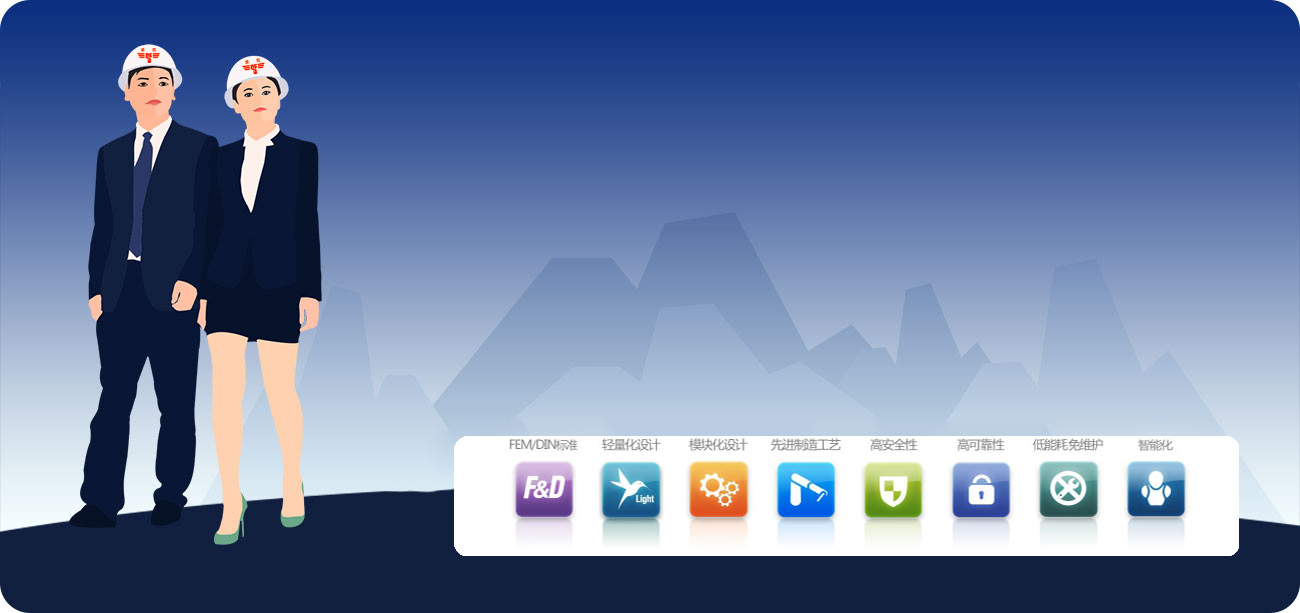 FEM/DIN标准
轻量化设计
模块化设计
先进制造工艺
高安全性
高可靠性
低能耗免维护
智能化
F&D
Light